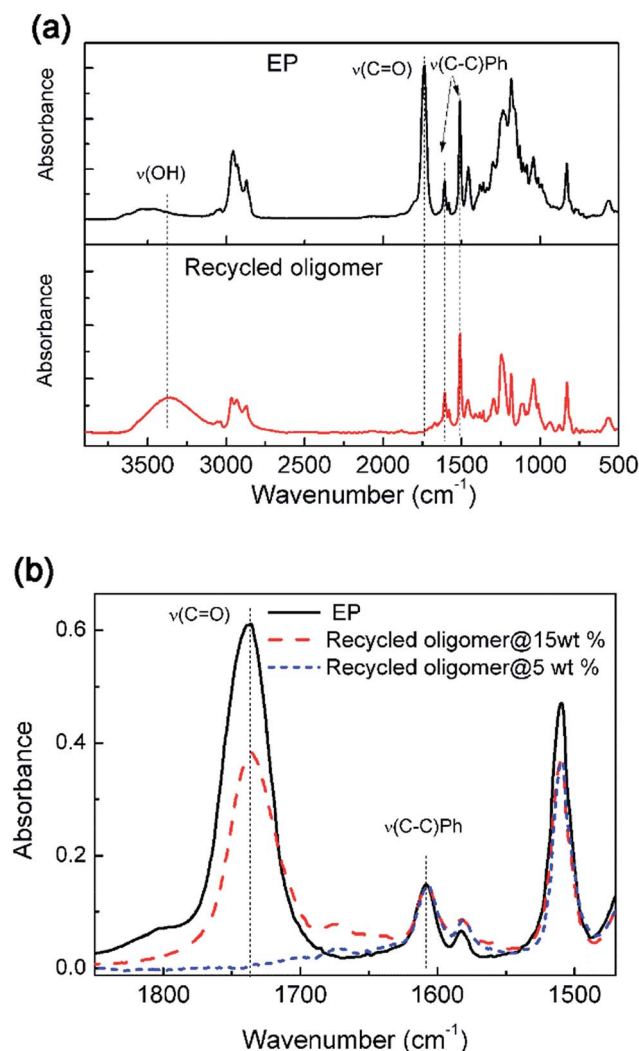 (a)
EP
ν(C=O)
ν(C-C)Ph
ν(OH)
Absorbance
Recycled oligomer
Absorbance
3500 3000 2500 2000 1500 1000 500
Wavenumber (cm⁻¹)
(b)
ν(C=O)
EP
Recycled oligomer@15wt %
Recycled oligomer@5 wt %
0.6
0.4
ν(C-C)Ph
0.2
0.0
Absorbance
1800 1700 1600 1500
Wavenumber (cm⁻¹)